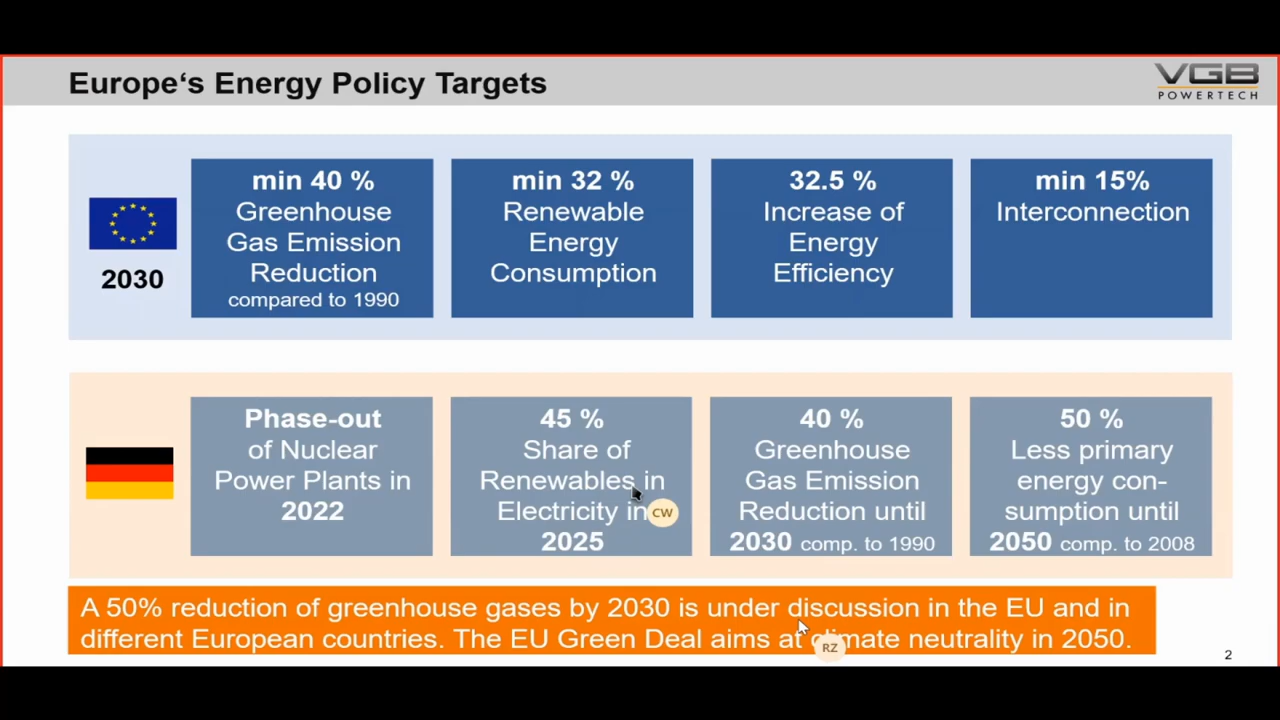 Europe‘s Energy Policy Targets
VGB
POWERTECH
2030
min 40 %
Greenhouse
Gas Emission
Reduction
compared to 1990
min 32 %
Renewable
Energy
Consumption
32.5 %
Increase of
Energy
Efficiency
min 15%
Interconnection
Phase-out
of Nuclear
Power Plants in
2022
45 %
Share of
Renewables in
Electricity in
CW
2025
40 %
Greenhouse
Gas Emission
Reduction until
2030 comp. to 1990
50 %
Less primary
energy con-
sumption until
2050 comp. to 2008
A 50% reduction of greenhouse gases by 2030 is under discussion in the EU and in
different European countries. The EU Green Deal aims at climate neutrality in 2050.
RZ
2